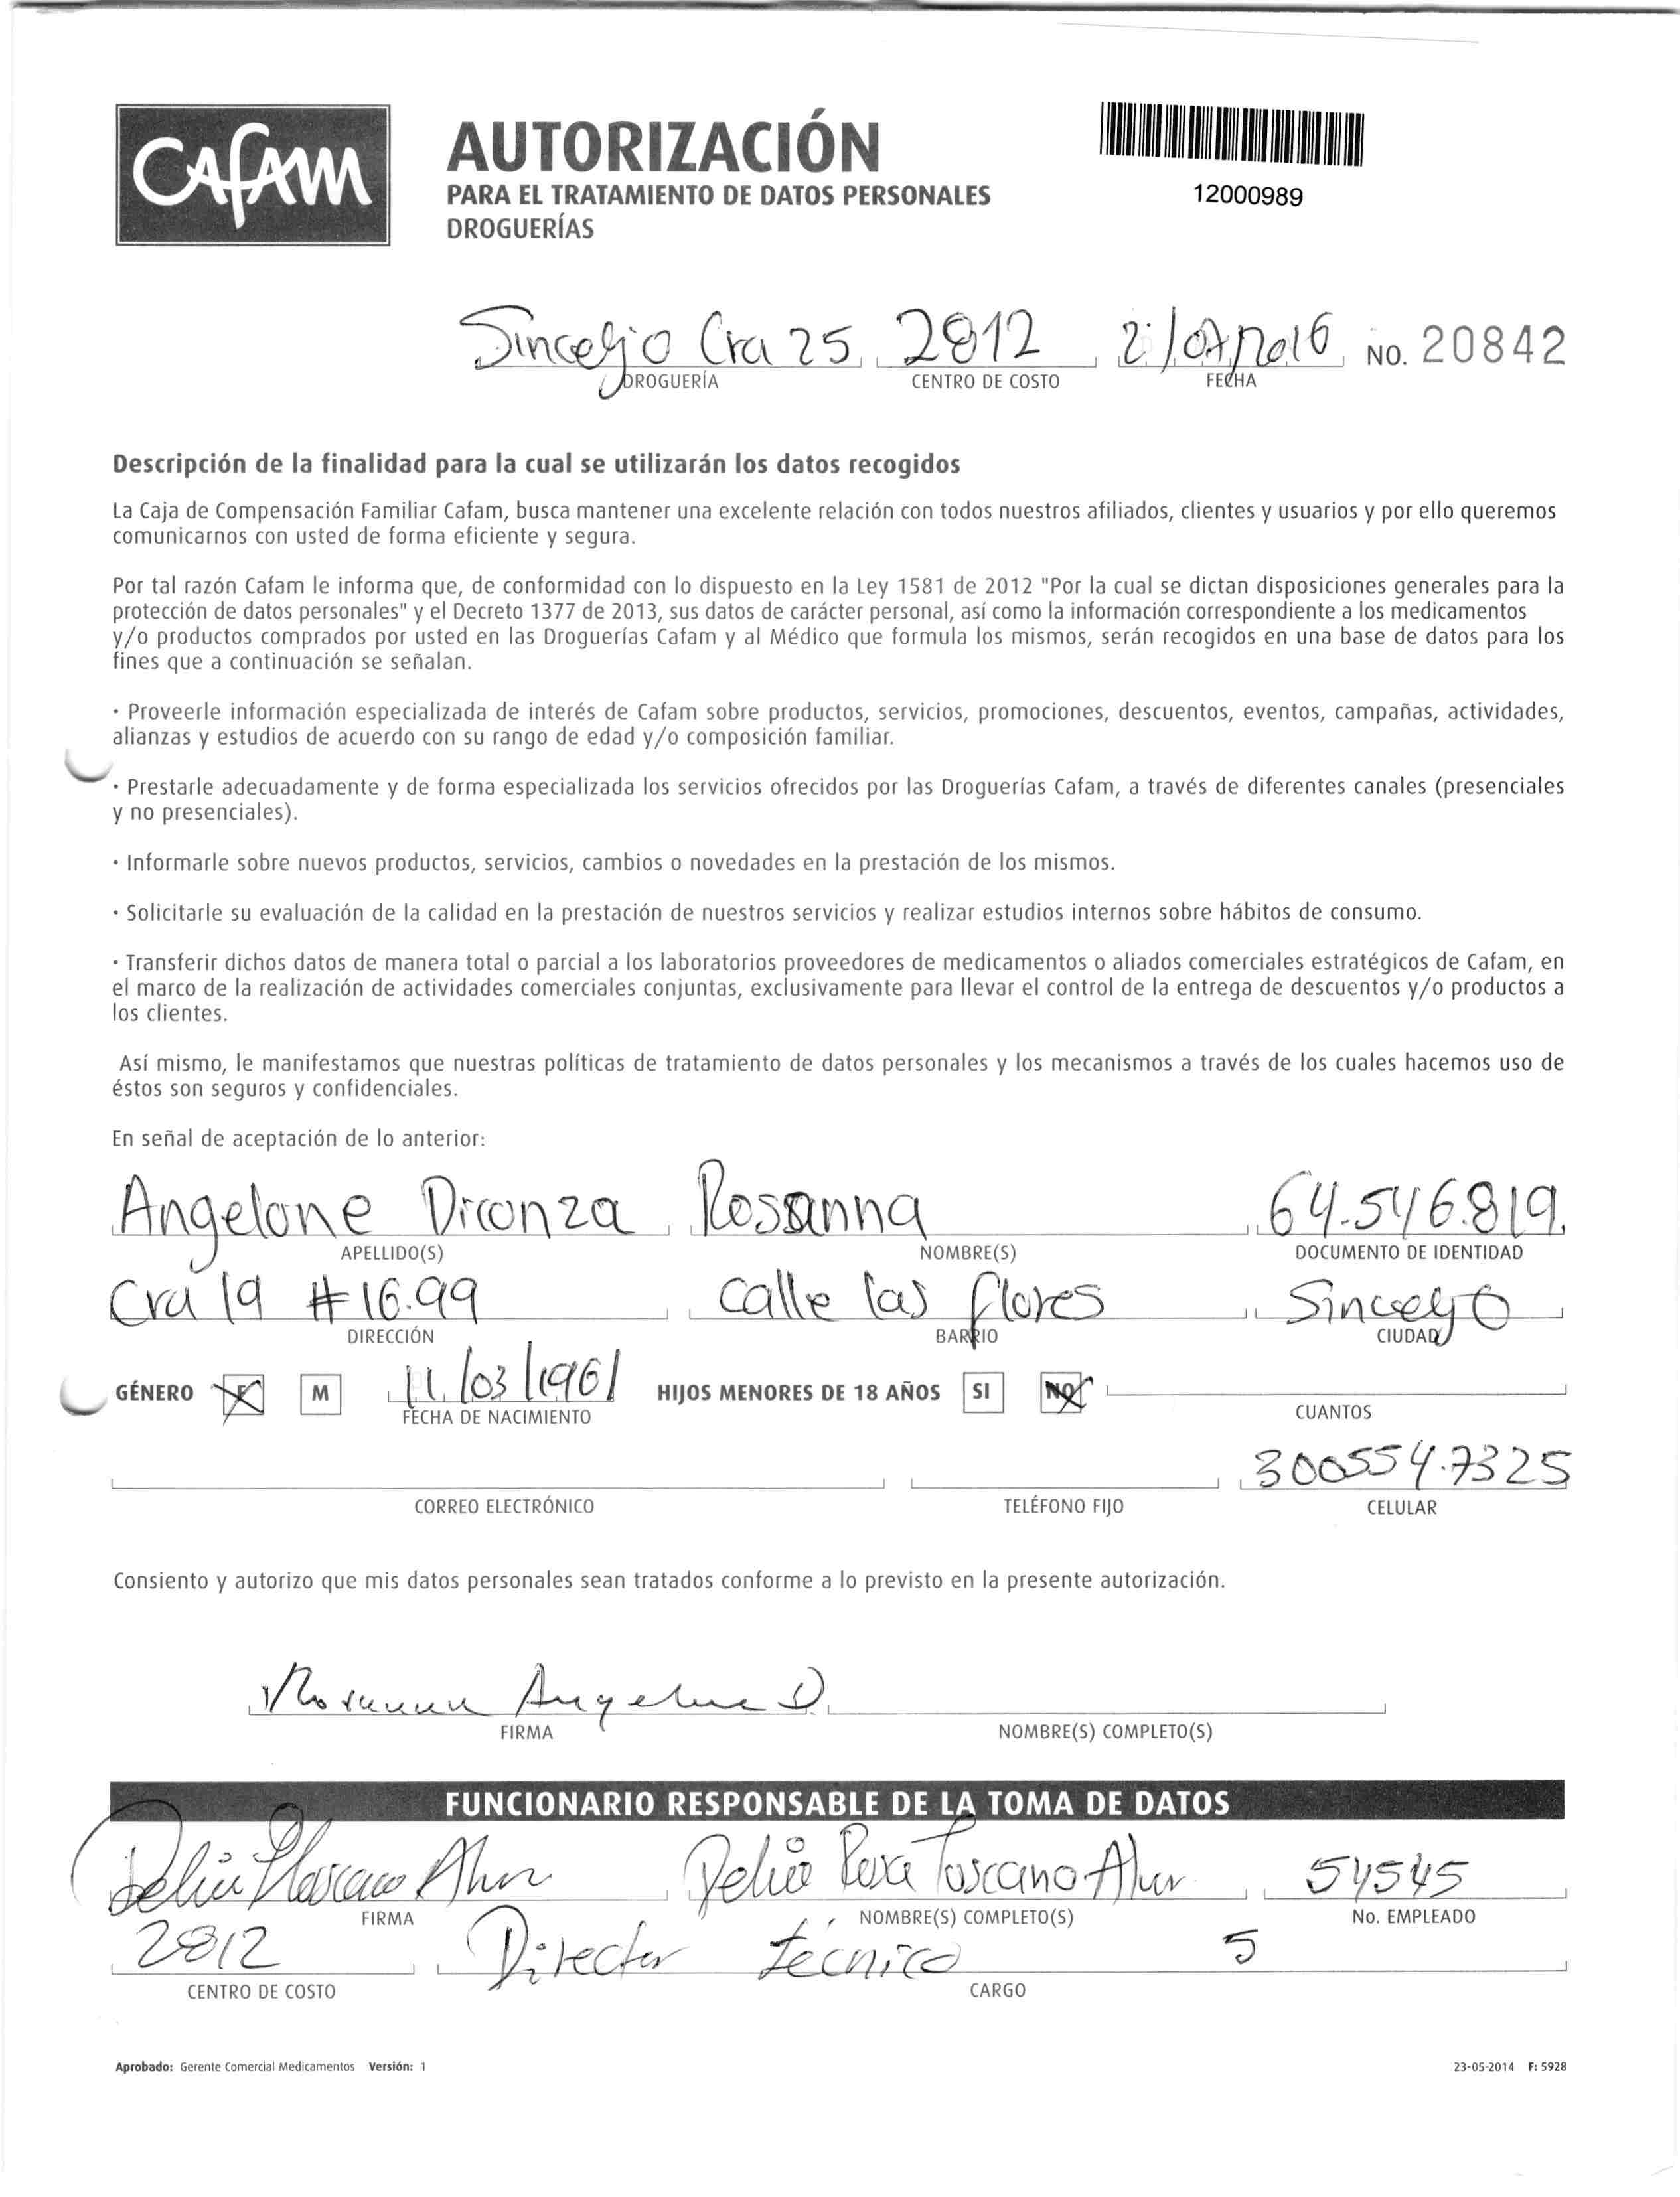 Cafam
AUTORIZACIÓN
PARA EL TRATAMIENTO DE DATOS PERSONALES
DROGUERÍAS
12000989
Sincelejo Cra 25 2812 No. 20842
DROGUERÍA CENTRO DE COSTO FECHA
Descripción de la finalidad para la cual se utilizarán los datos recogidos
La Caja de Compensación Familiar Cafam, busca mantener una excelente relación con todos nuestros afiliados, clientes y usuarios y por ello queremos
comunicarnos con usted de forma eficiente y segura.
Por tal razón Cafam le informa que, de conformidad con lo dispuesto en la Ley 1581 de 2012 "Por la cual se dictan disposiciones generales para la
protección de datos personales" y el Decreto 1377 de 2013, sus datos de carácter personal, así como la información correspondiente a los medicamentos
y/o productos comprados por usted en las Droguerías Cafam y al Médico que formula los mismos, serán recogidos en una base de datos para los
fines que a continuación se señalan.
· Proveerle información especializada de interés de Cafam sobre productos, servicios, promociones, descuentos, eventos, campañas, actividades,
alianzas y estudios de acuerdo con su rango de edad y/o composición familiar.
· Prestarle adecuadamente y de forma especializada los servicios ofrecidos por las Droguerías Cafam, a través de diferentes canales (presenciales
y no presenciales).
· Informarle sobre nuevos productos, servicios, cambios o novedades en la prestación de los mismos.
· Solicitarle su evaluación de la calidad en la prestación de nuestros servicios y realizar estudios internos sobre hábitos de consumo.
· Transferir dichos datos de manera total o parcial a los laboratorios proveedores de medicamentos o aliados comerciales estratégicos de Cafam, en
el marco de la realización de actividades comerciales conjuntas, exclusivamente para llevar el control de la entrega de descuentos y/o productos a
los clientes.
Así mismo, le manifestamos que nuestras políticas de tratamiento de datos personales y los mecanismos a través de los cuales hacemos uso de
éstos son seguros y confidenciales.
En señal de aceptación de lo anterior:
Angelone Diconza Rosanna 64.546.819.
APELLIDO(S) NOMBRE(S) DOCUMENTO DE IDENTIDAD
Cra 19 #16.99 Calle las flores Sincelejo
DIRECCIÓN BARRIO CIUDAD
GÉNERO F M 11/03/1961 HIJOS MENORES DE 18 AÑOS SI NO
FECHA DE NACIMIENTO CUANTOS
300554.7325
CORREO ELECTRÓNICO TELÉFONO FIJO CELULAR
Consiento y autorizo que mis datos personales sean tratados conforme a lo previsto en la presente autorización.
Rosanna Angelone D.
FIRMA NOMBRE(S) COMPLETO(S)
FUNCIONARIO RESPONSABLE DE LA TOMA DE DATOS
Toscano 54545
FIRMA NOMBRE(S) COMPLETO(S) No. EMPLEADO
2812 Director técnico 5
CENTRO DE COSTO CARGO
Aprobado: Gerente Comercial Medicamentos Versión: 1 23-05-2014 F: 5928